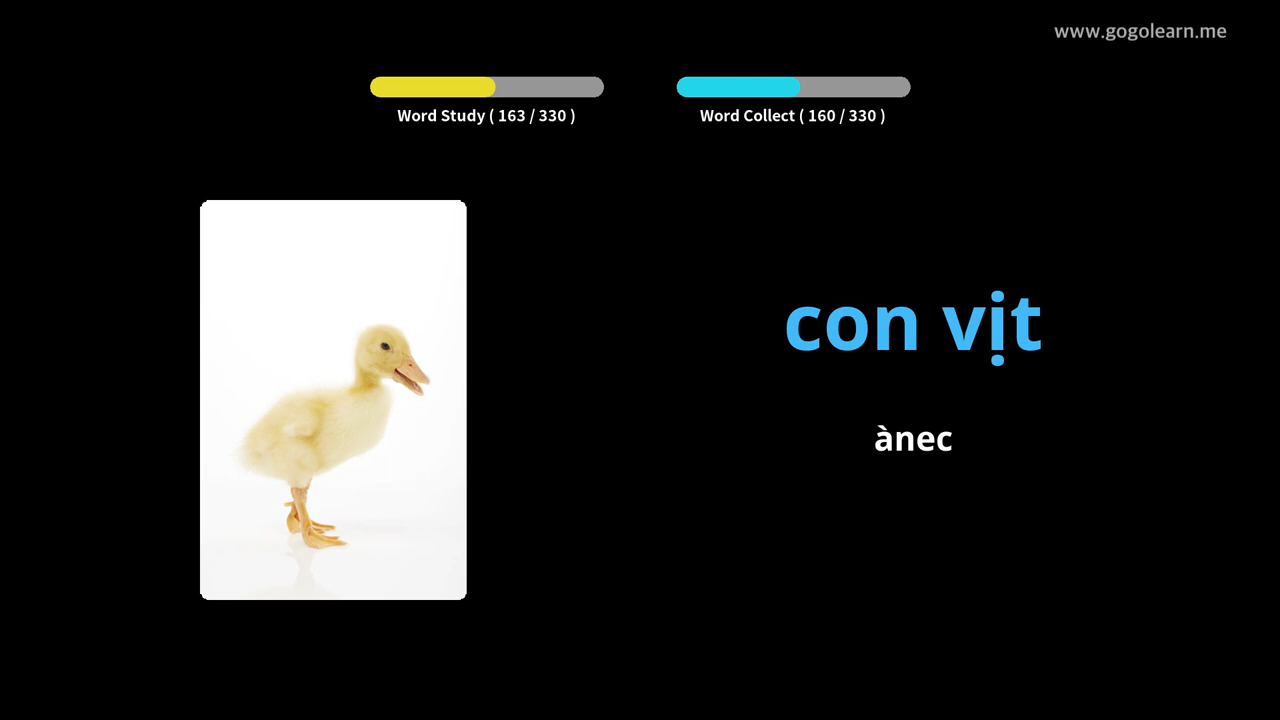 www.gogolearn.me
Word Study ( 163 / 330 )
Word Collect ( 160 / 330 )
con vịt
ànec